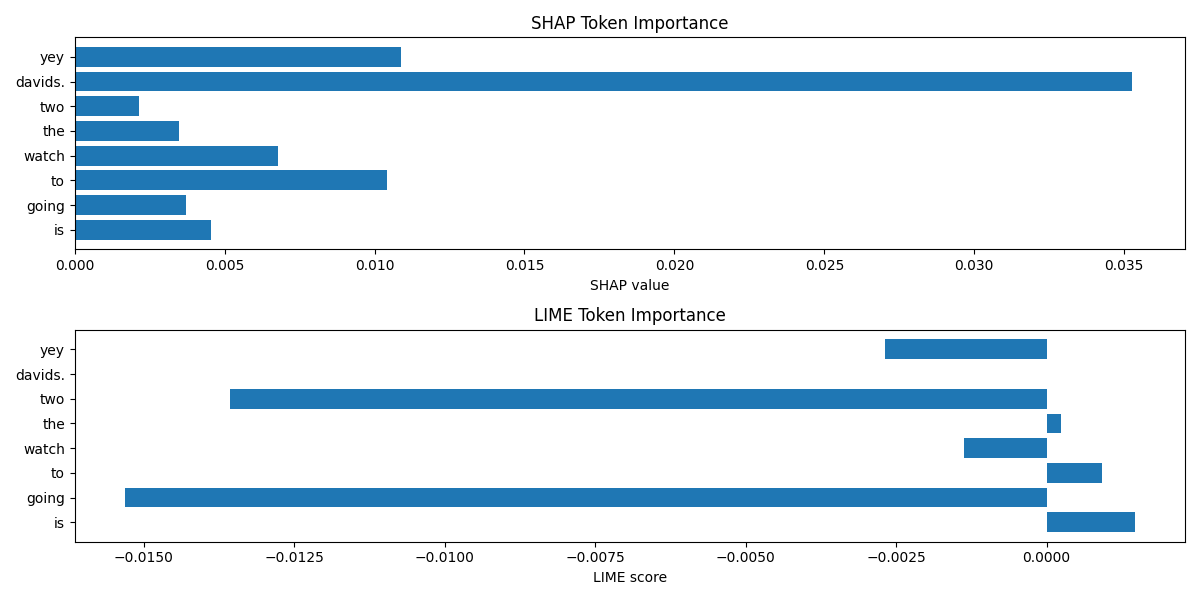 SHAP Token Importance
yey
davids.
two
the
watch
to
going
is
0.000 0.005 0.010 0.015 0.020 0.025 0.030 0.035
SHAP value
LIME Token Importance
yey
davids.
two
the
watch
to
going
is
−0.0150 −0.0125 −0.0100 −0.0075 −0.0050 −0.0025 0.0000
LIME score